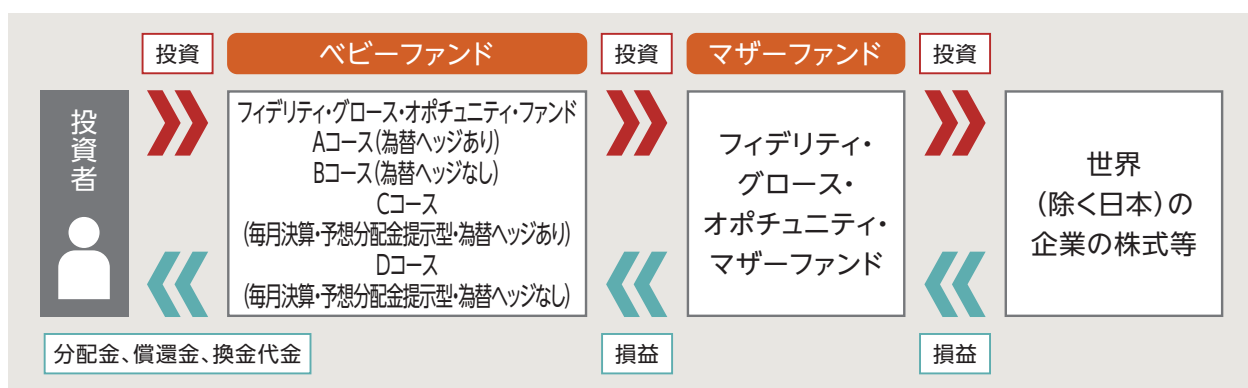 投資
ベビーファンド
投資
マザーファンド
投資
投資者
フィデリティ・グロース・オポチュニティ・ファンド
Aコース(為替ヘッジあり)
Bコース(為替ヘッジなし)
Cコース
(毎月決算・予想分配金提示型・為替ヘッジあり)
Dコース
(毎月決算・予想分配金提示型・為替ヘッジなし)
フィデリティ・
グロース・
オポチュニティ・
マザーファンド
世界
(除く日本)の
企業の株式等
分配金、償還金、換金代金
損益
損益